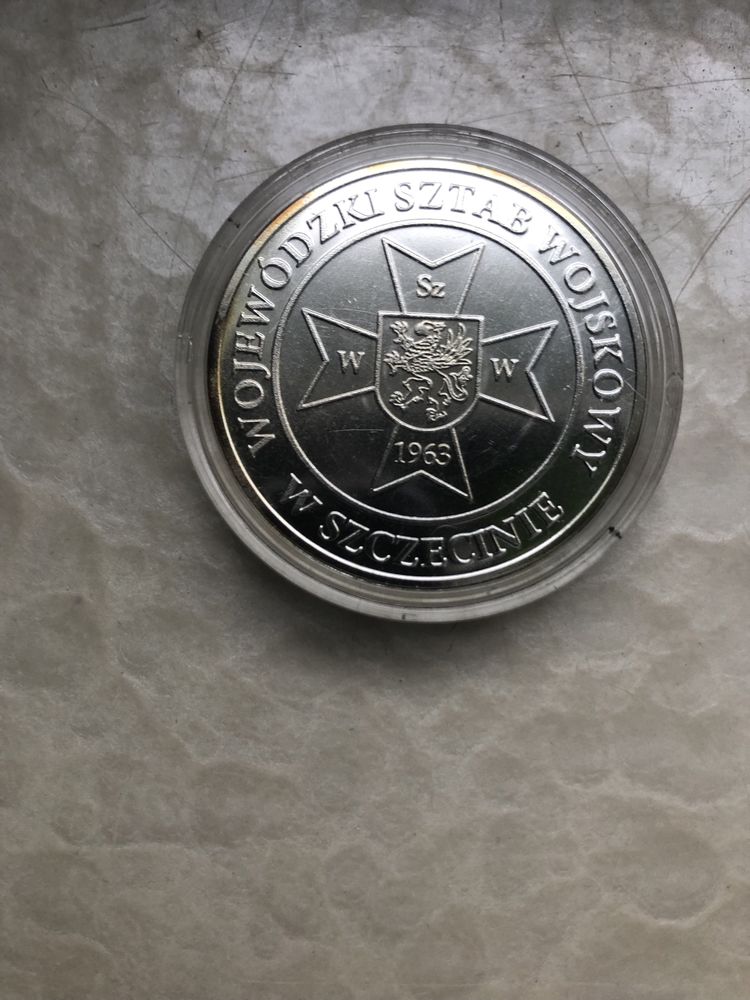 WOJEWÓDZKI SZTAB WOJSKOWY
W SZCZECINIE
Sz
W W
1963